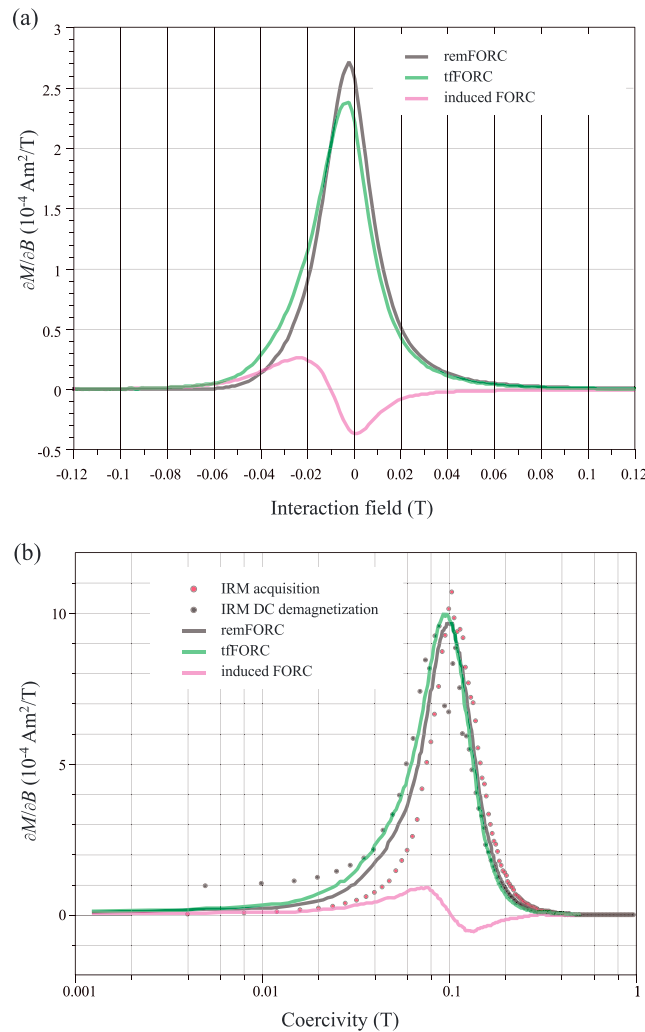 (a)
3
2.5
2
1.5
1
0.5
0
-0.5
∂M/∂B (10⁻⁴ Am²/T)
remFORC
tfFORC
induced FORC
-0.12 -0.1 -0.08 -0.06 -0.04 -0.02 0 0.02 0.04 0.06 0.08 0.1 0.12
Interaction field (T)
(b)
10
5
0
∂M/∂B (10⁻⁴ Am²/T)
IRM acquisition
IRM DC demagnetization
remFORC
tfFORC
induced FORC
0.001 0.01 0.1 1
Coercivity (T)